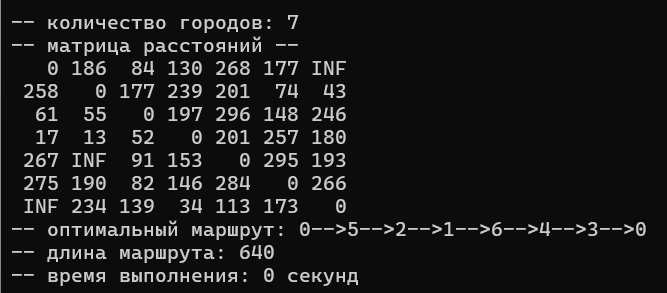 -- количество городов: 7
-- матрица расстояний --
0 186 84 130 268 177 INF
258 0 177 239 201 74 43
61 55 0 197 296 148 246
17 13 52 0 201 257 180
267 INF 91 153 0 295 193
275 190 82 146 284 0 266
INF 234 139 34 113 173 0
-- оптимальный маршрут: 0-->5-->2-->1-->6-->4-->3-->0
-- длина маршрута: 640
-- время выполнения: 0 секунд